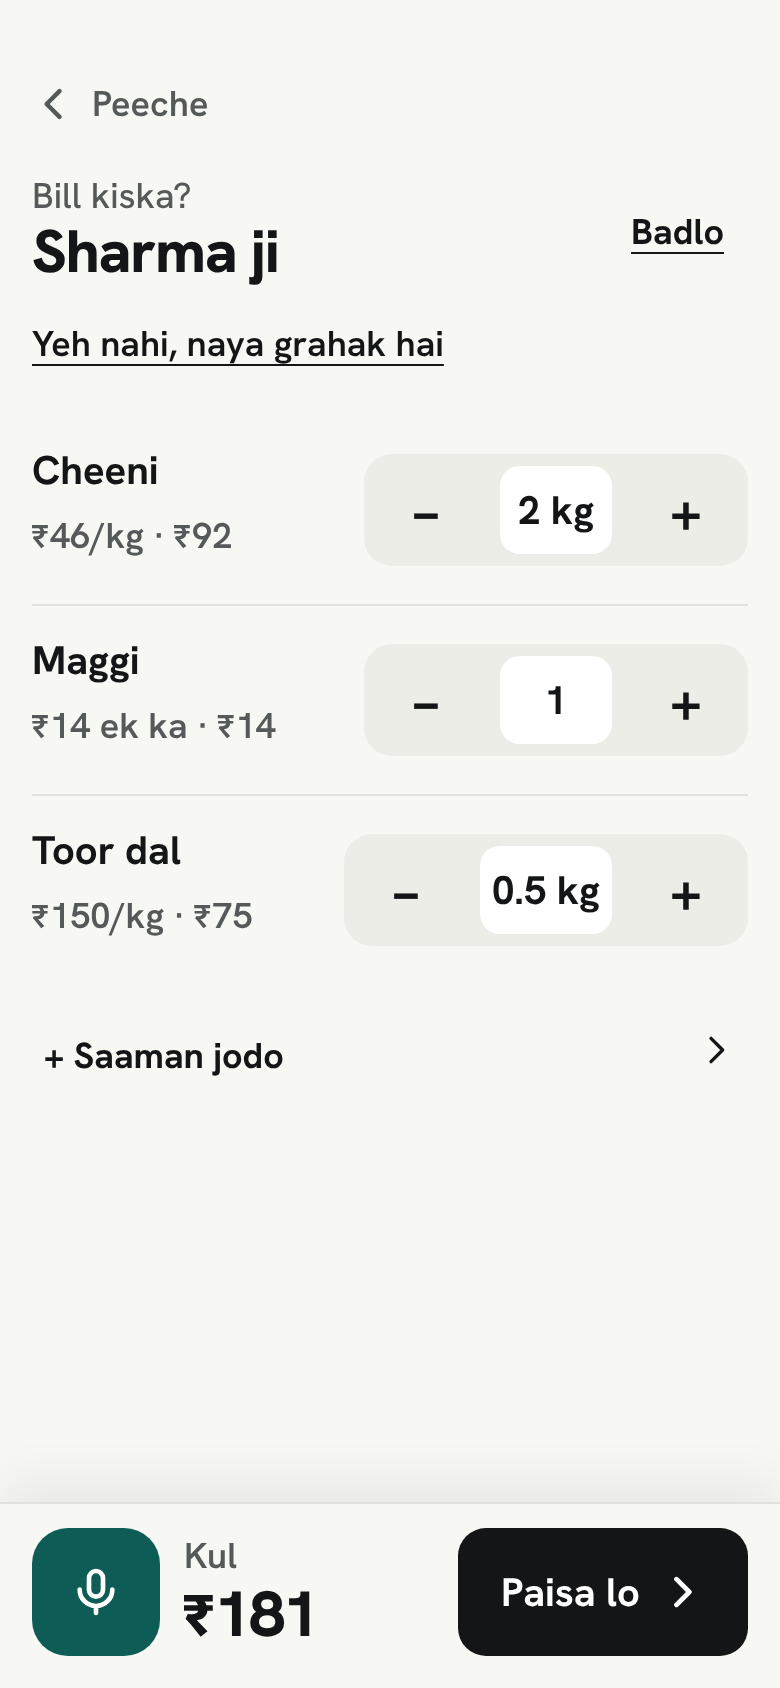 Peeche
Bill kiska?
Sharma ji
Badlo
Yeh nahi, naya grahak hai
Cheeni
₹46/kg · ₹92
− 2 kg +
Maggi
₹14 ek ka · ₹14
− 1 +
Toor dal
₹150/kg · ₹75
− 0.5 kg +
+ Saaman jodo
Kul
₹181
Paisa lo